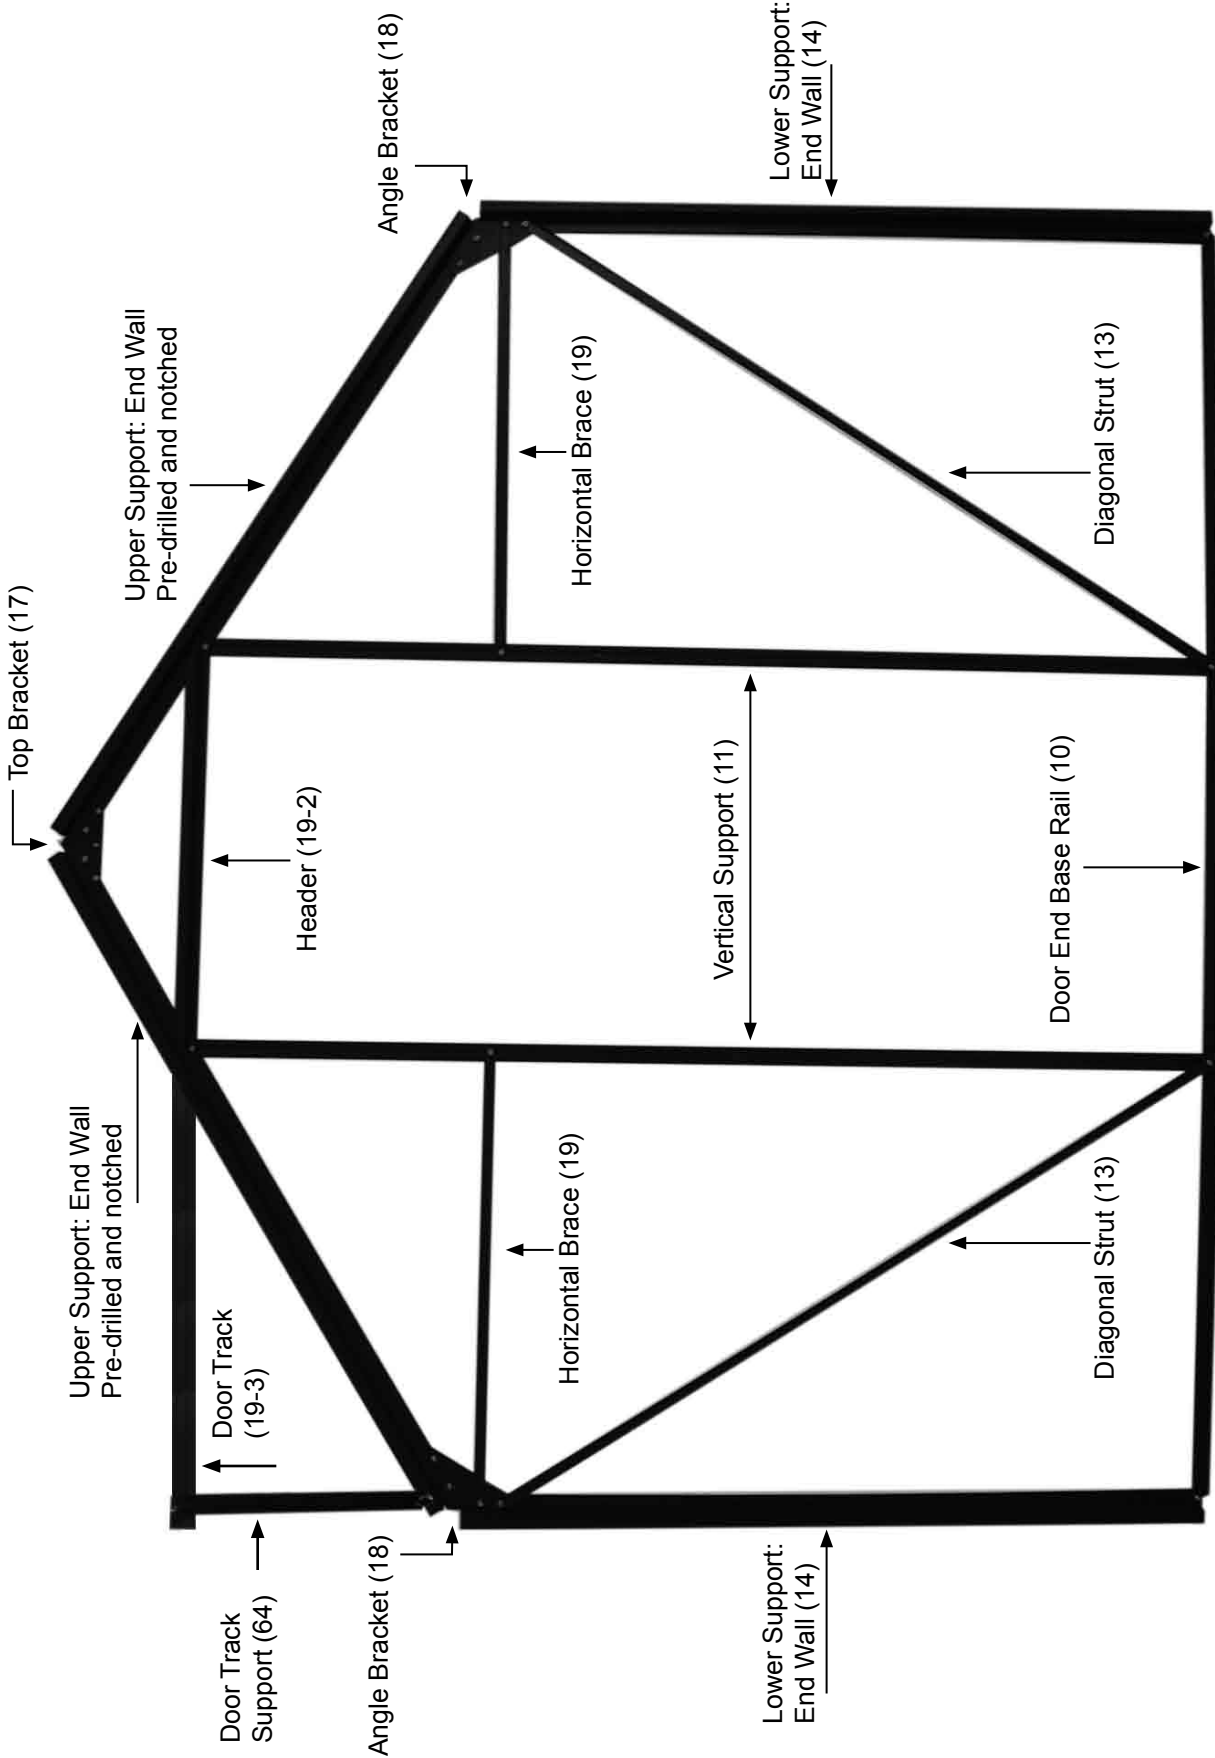 Top Bracket (17)
Upper Support: End Wall
Pre-drilled and notched
Upper Support: End Wall
Pre-drilled and notched
Door Track
(19-3)
Door Track
Support (64)
Header (19-2)
Angle Bracket (18)
Angle Bracket (18)
Horizontal Brace (19)
Horizontal Brace (19)
Vertical Support (11)
Lower Support:
End Wall (14)
Lower Support:
End Wall (14)
Diagonal Strut (13)
Door End Base Rail (10)
Diagonal Strut (13)